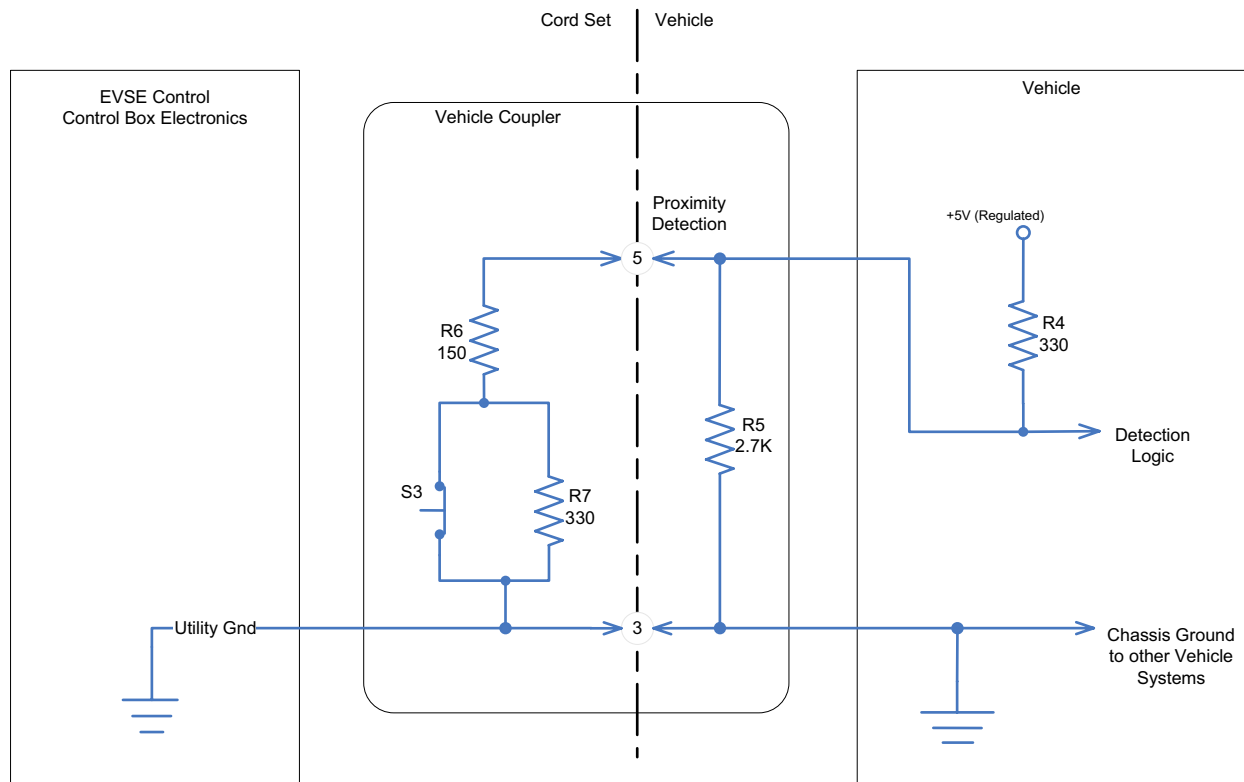 Cord Set
Vehicle
EVSE Control
Control Box Electronics
Vehicle Coupler
Vehicle
Proximity
Detection
+5V (Regulated)
5
R6
150
R4
330
R5
2.7K
Detection
Logic
S3
R7
330
Utility Gnd
3
Chassis Ground
to other Vehicle
Systems